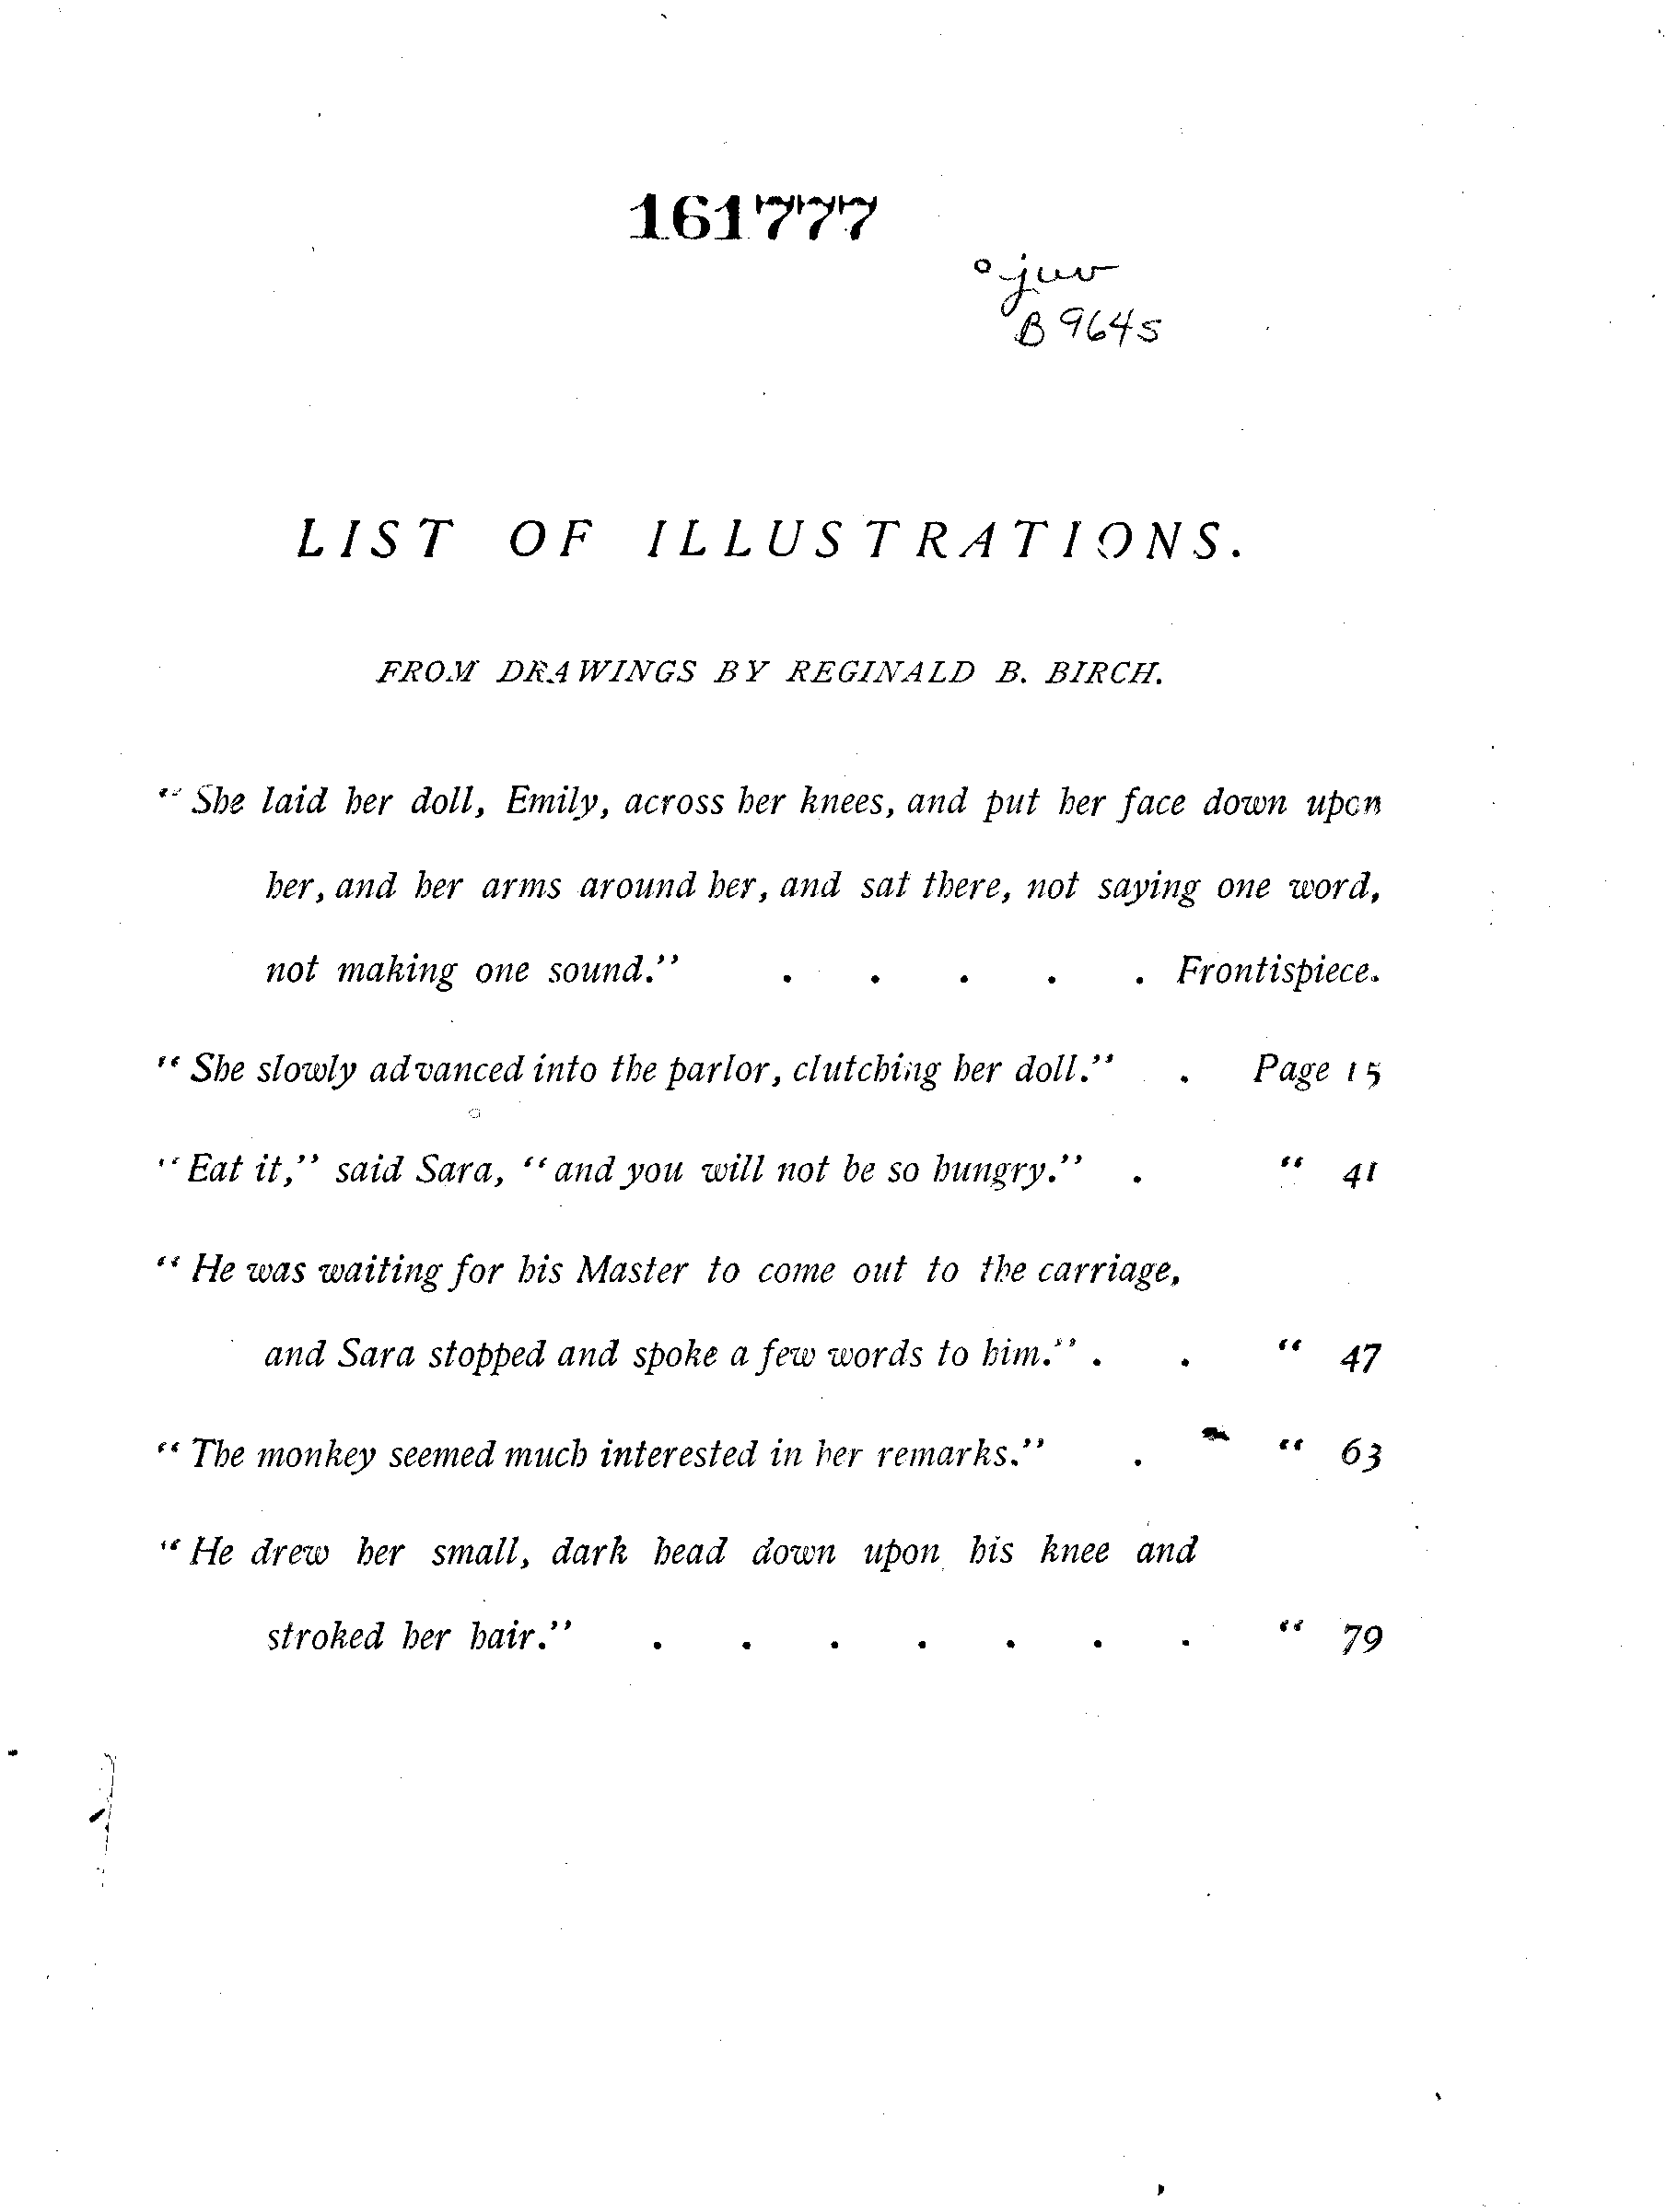 161777
juv
B964s
LIST OF ILLUSTRATIONS.
FROM DRAWINGS BY REGINALD B. BIRCH.
“She laid her doll, Emily, across her knees, and put her face down upon
her, and her arms around her, and sat there, not saying one word,
not making one sound.” . . . . . Frontispiece.
“She slowly advanced into the parlor, clutching her doll.” . Page 15
“Eat it,” said Sara, “and you will not be so hungry.” . “ 41
“He was waiting for his Master to come out to the carriage,
and Sara stopped and spoke a few words to him.” . . “ 47
“The monkey seemed much interested in her remarks.” . “ 63
“He drew her small, dark head down upon his knee and
stroked her hair.” . . . . . . . “ 79